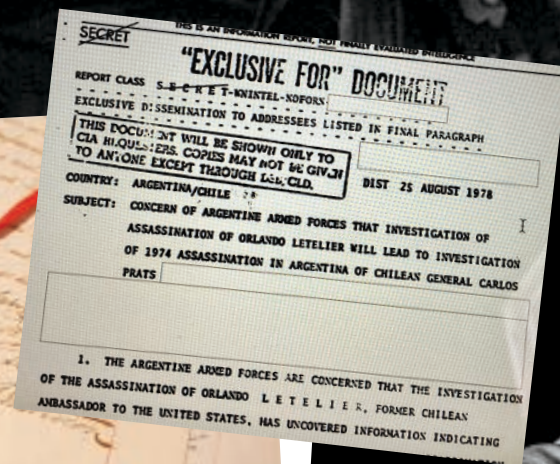 SECRET
THIS IS AN INFORMATION REPORT, NOT FINALLY EVALUATED INTELLIGENCE
"EXCLUSIVE FOR" DOCUMENT
REPORT CLASS S E C R E T-WNINTEL-NOFORN
EXCLUSIVE DISSEMINATION TO ADDRESSEES LISTED IN FINAL PARAGRAPH
THIS DOCUMENT WILL BE SHOWN ONLY TO
CIA COPIES MAY NOT BE GIVEN
TO ANYONE EXCEPT THROUGH
DIST 25 AUGUST 1978
COUNTRY: ARGENTINA/CHILE
SUBJECT: CONCERN OF ARGENTINE ARMED FORCES THAT INVESTIGATION OF
ASSASSINATION OF ORLANDO LETELIER WILL LEAD TO INVESTIGATION
OF 1974 ASSASSINATION IN ARGENTINA OF CHILEAN GENERAL CARLOS
PRATS
1. THE ARGENTINE ARMED FORCES ARE CONCERNED THAT THE INVESTIGATION
OF THE ASSASSINATION OF ORLANDO L E T E L I E R, FORMER CHILEAN
AMBASSADOR TO THE UNITED STATES, HAS UNCOVERED INFORMATION INDICATING